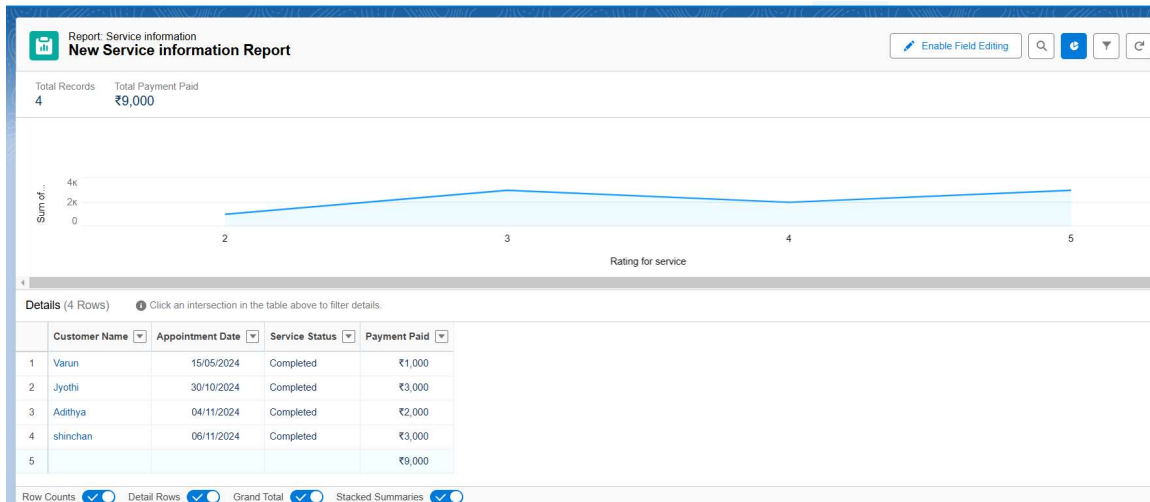 Report: Service information
New Service information Report
Enable Field Editing
Total Records Total Payment Paid
4 ₹9,000
Sum of...
4K
2K
0
2 3 4 5
Rating for service
Details (4 Rows) Click an intersection in the table above to filter details.
Customer Name Appointment Date Service Status Payment Paid
1 Varun 15/05/2024 Completed ₹1,000
2 Jyothi 30/10/2024 Completed ₹3,000
3 Adithya 04/11/2024 Completed ₹2,000
4 shinchan 06/11/2024 Completed ₹3,000
5 ₹9,000
Row Counts Detail Rows Grand Total Stacked Summaries